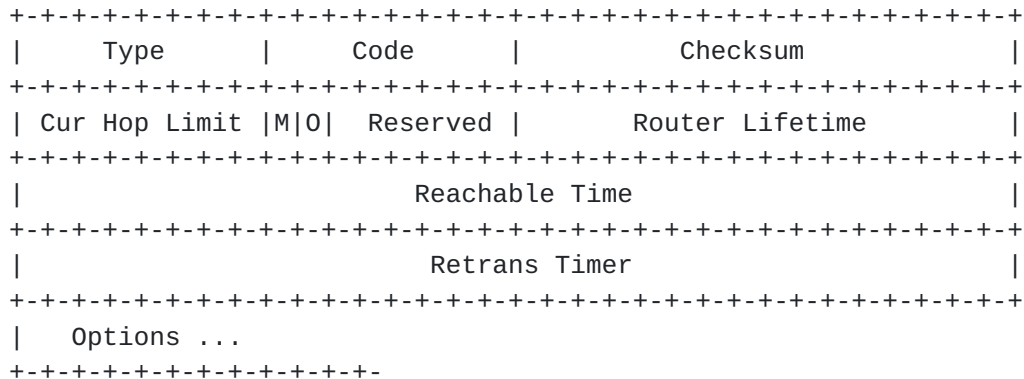 +-+-+-+-+-+-+-+-+-+-+-+-+-+-+-+-+-+-+-+-+-+-+-+-+-+-+-+-+-+-+-+-+
|     Type      |     Code      |          Checksum             |
+-+-+-+-+-+-+-+-+-+-+-+-+-+-+-+-+-+-+-+-+-+-+-+-+-+-+-+-+-+-+-+-+
| Cur Hop Limit |M|O|  Reserved |       Router Lifetime         |
+-+-+-+-+-+-+-+-+-+-+-+-+-+-+-+-+-+-+-+-+-+-+-+-+-+-+-+-+-+-+-+-+
|                         Reachable Time                        |
+-+-+-+-+-+-+-+-+-+-+-+-+-+-+-+-+-+-+-+-+-+-+-+-+-+-+-+-+-+-+-+-+
|                          Retrans Timer                        |
+-+-+-+-+-+-+-+-+-+-+-+-+-+-+-+-+-+-+-+-+-+-+-+-+-+-+-+-+-+-+-+-+
|   Options ...
+-+-+-+-+-+-+-+-+-+-+-+-